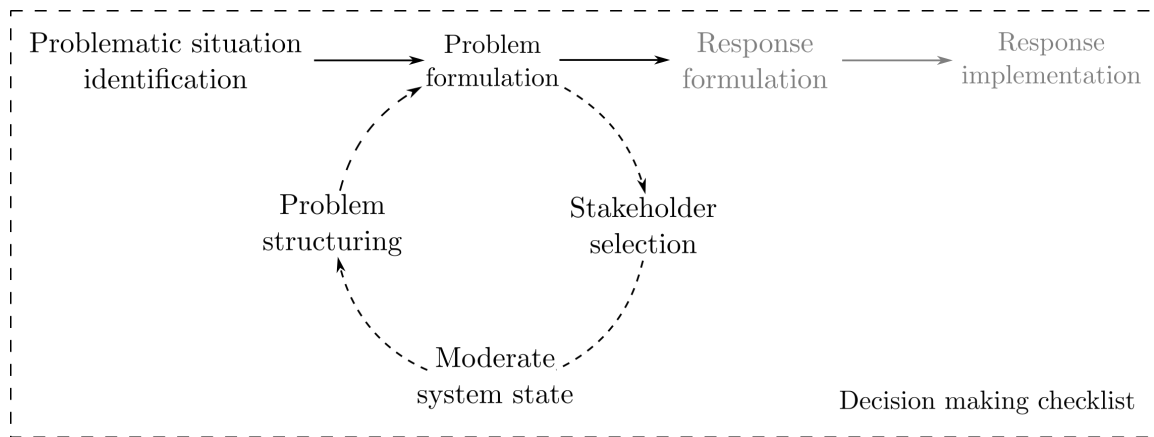 Problematic situation
identification
Problem
formulation
Response
formulation
Response
implementation
Problem
structuring
Stakeholder
selection
Moderate
system state
Decision making checklist